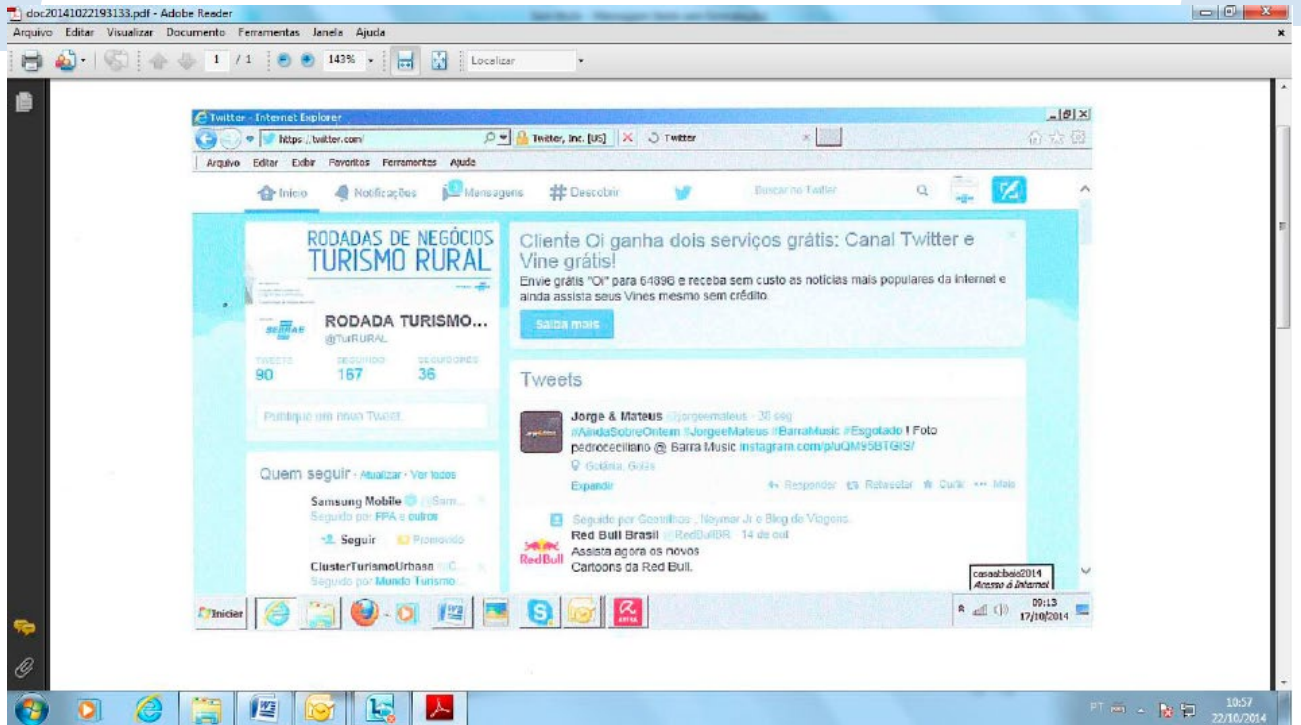 doc20141022193133.pdf - Adobe Reader
Arquivo Editar Visualizar Documento Ferramentas Janela Ajuda
1 / 1 143% Localizar
Twitter - Internet Explorer
https://twitter.com/ Twitter, Inc. [US] Twitter
Arquivo Editar Exibir Favoritos Ferramentas Ajuda
Início Notificações Mensagens # Descobrir Buscar no Twitter
RODADAS DE NEGÓCIOS
TURISMO RURAL
SEBRAE
RODADA TURISMO...
@TurRURAL
TWEETS SEGUINDO SEGUIDORES
90 167 36
Publique um novo Tweet.
Quem seguir · Atualizar · Ver todos
Samsung Mobile @Sam...
Seguido por FPA e outros
Seguir Promovido
ClusterTurismoUrbano @C...
Seguido por Mundo Turismo
Cliente Oi ganha dois serviços grátis: Canal Twitter e
Vine grátis!
Envie grátis "OI" para 64896 e receba sem custo as notícias mais populares da internet e
ainda assista seus Vines mesmo sem crédito.
Saiba mais
Tweets
Jorge & Mateus @jorgeemateus · 38 seg
#AindaSobreOntem #JorgeeMateus #BarraMusic #Esgotado ! Foto
pedroceciliano @ Barra Music instagram.com/p/uQM95BTGIS/
Goiânia, Goiás
Expandir Responder Retweetar Curtir Mais
Seguido por , Neymar Jr e Blog de Viagens.
Red Bull Brasil @RedBullBR · 14 de out
Assista agora os novos
Cartoons da Red Bull.
Red Bull
2014
Acesso à Internet
Iniciar
09:13
17/10/2014
PT
10:57
22/10/2014